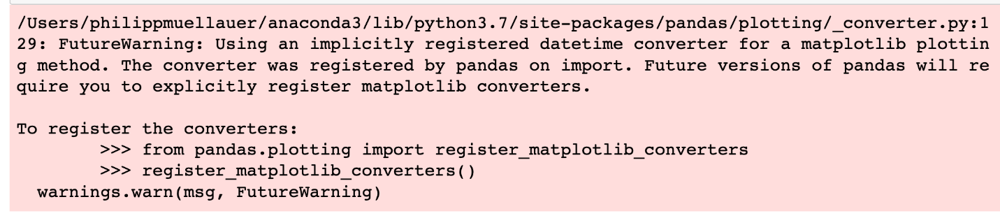 /Users/philippmuellauer/anaconda3/lib/python3.7/site-packages/pandas/plotting/_converter.py:1
29: FutureWarning: Using an implicitly registered datetime converter for a matplotlib plottin
g method. The converter was registered by pandas on import. Future versions of pandas will re
quire you to explicitly register matplotlib converters.

To register the converters:
        >>> from pandas.plotting import register_matplotlib_converters
        >>> register_matplotlib_converters()
  warnings.warn(msg, FutureWarning)